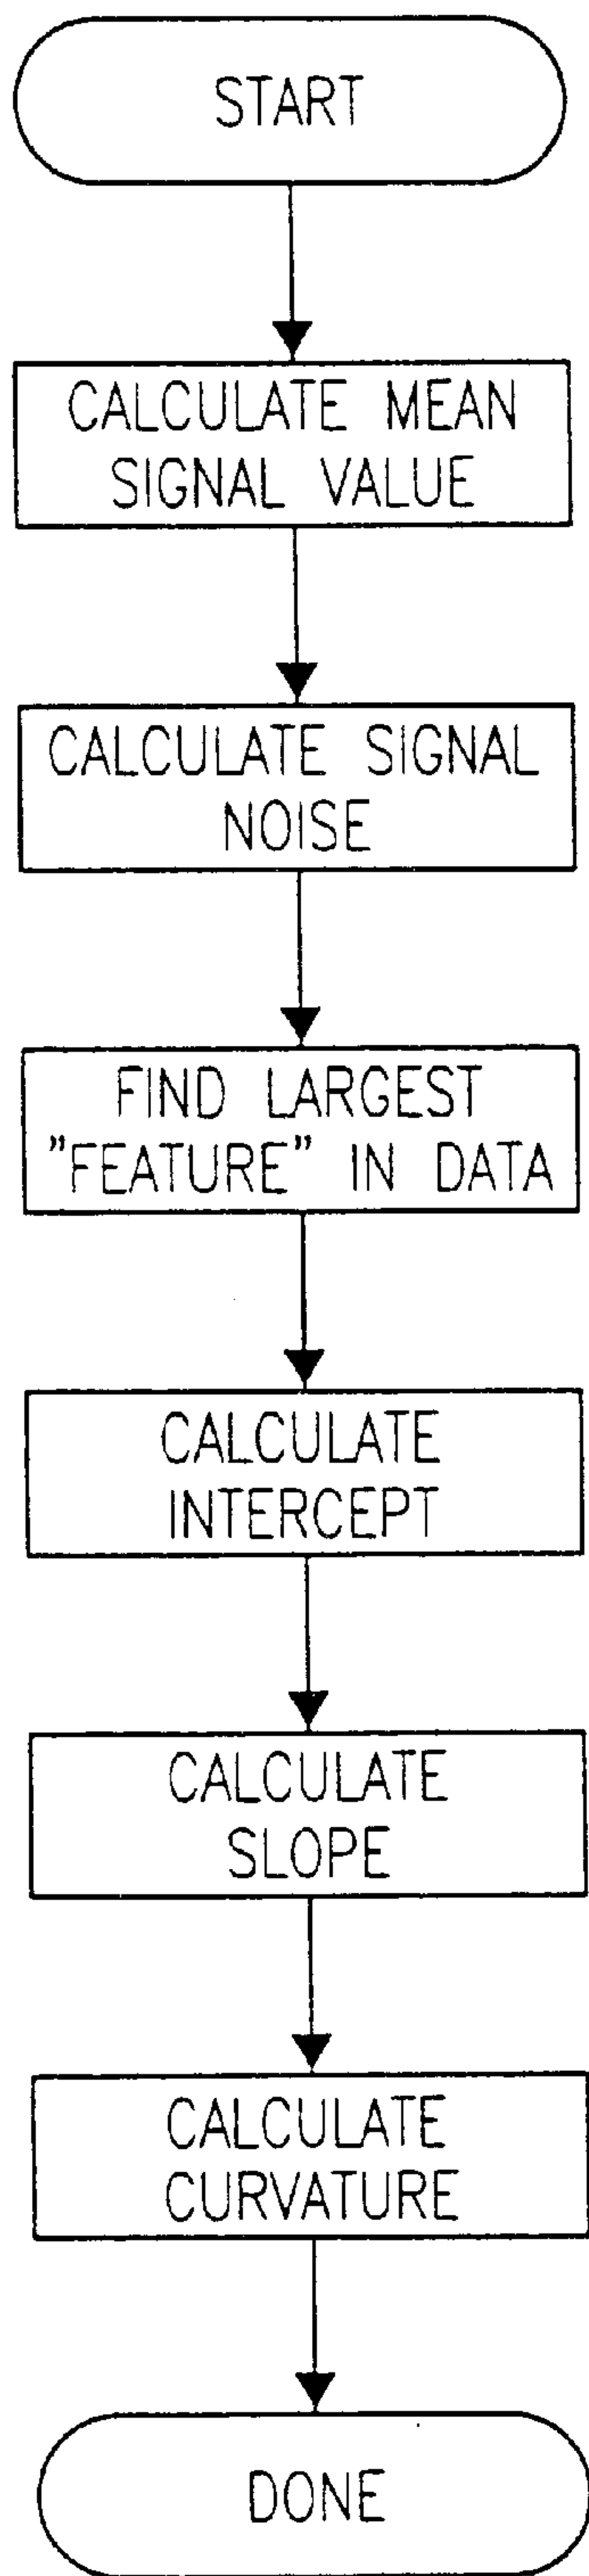 START
CALCULATE MEAN
SIGNAL VALUE
CALCULATE SIGNAL
NOISE
FIND LARGEST
"FEATURE" IN DATA
CALCULATE
INTERCEPT
CALCULATE
SLOPE
CALCULATE
CURVATURE
DONE